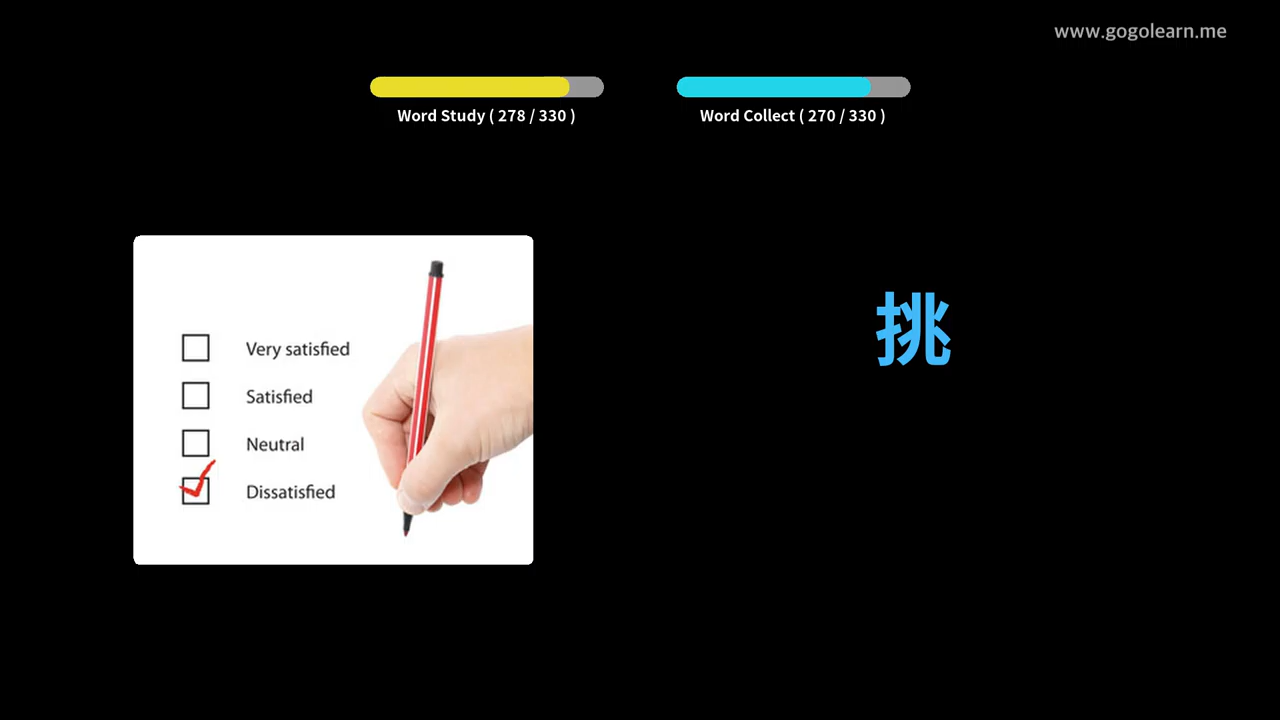 www.gogolearn.me
Word Study ( 278 / 330 )
Word Collect ( 270 / 330 )
挑
Very satisfied
Satisfied
Neutral
Dissatisfied